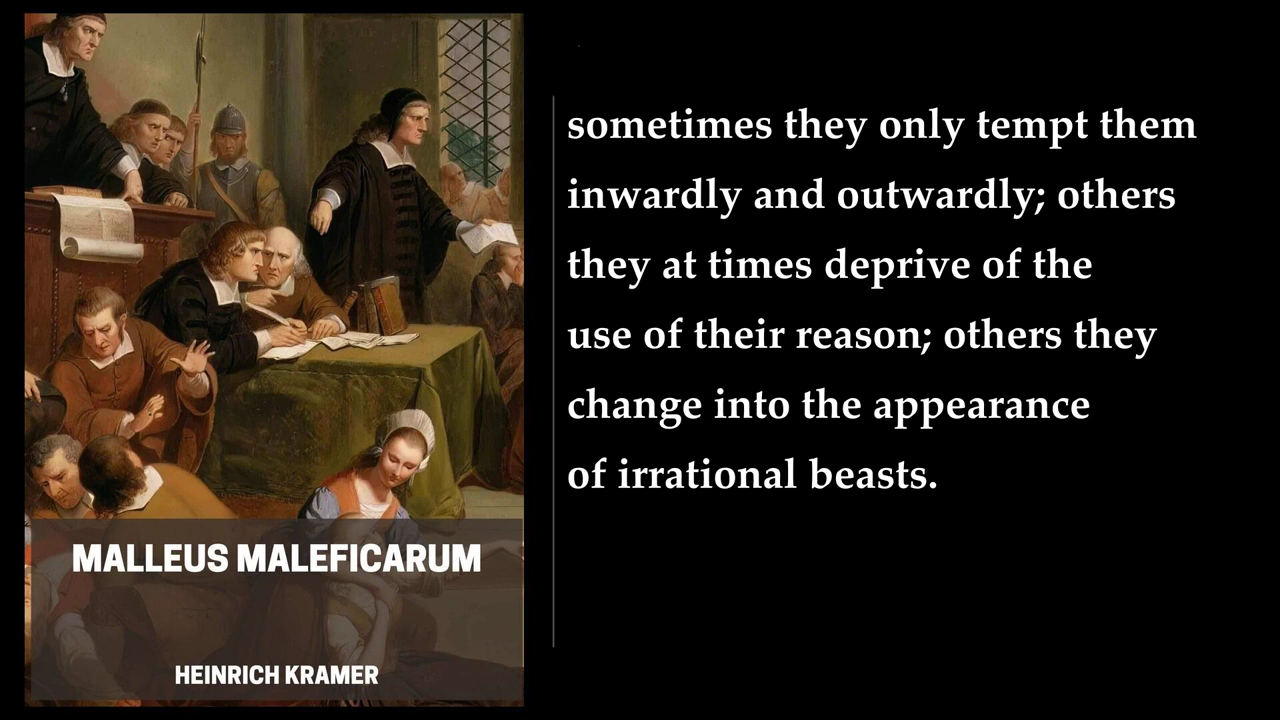 sometimes they only tempt them
inwardly and outwardly; others
they at times deprive of the
use of their reason; others they
change into the appearance
of irrational beasts.
MALLEUS MALEFICARUM
HEINRICH KRAMER